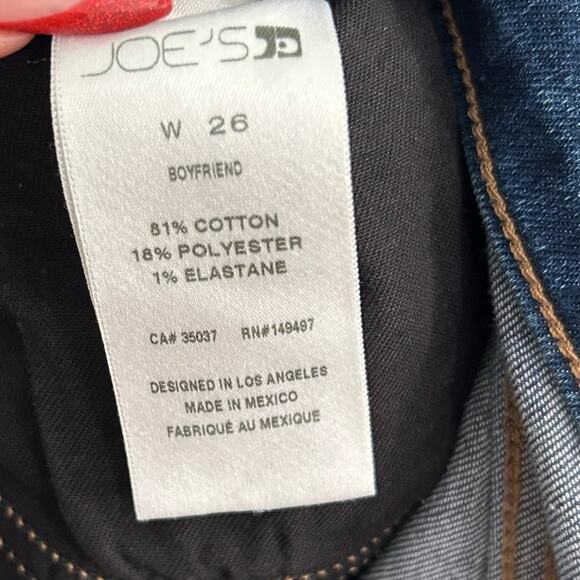 JOE'S
W 26
BOYFRIEND
81% COTTON
18% POLYESTER
1% ELASTANE
CA# 35037 RN#149497
DESIGNED IN LOS ANGELES
MADE IN MEXICO
FABRIQUÉ AU MEXIQUE